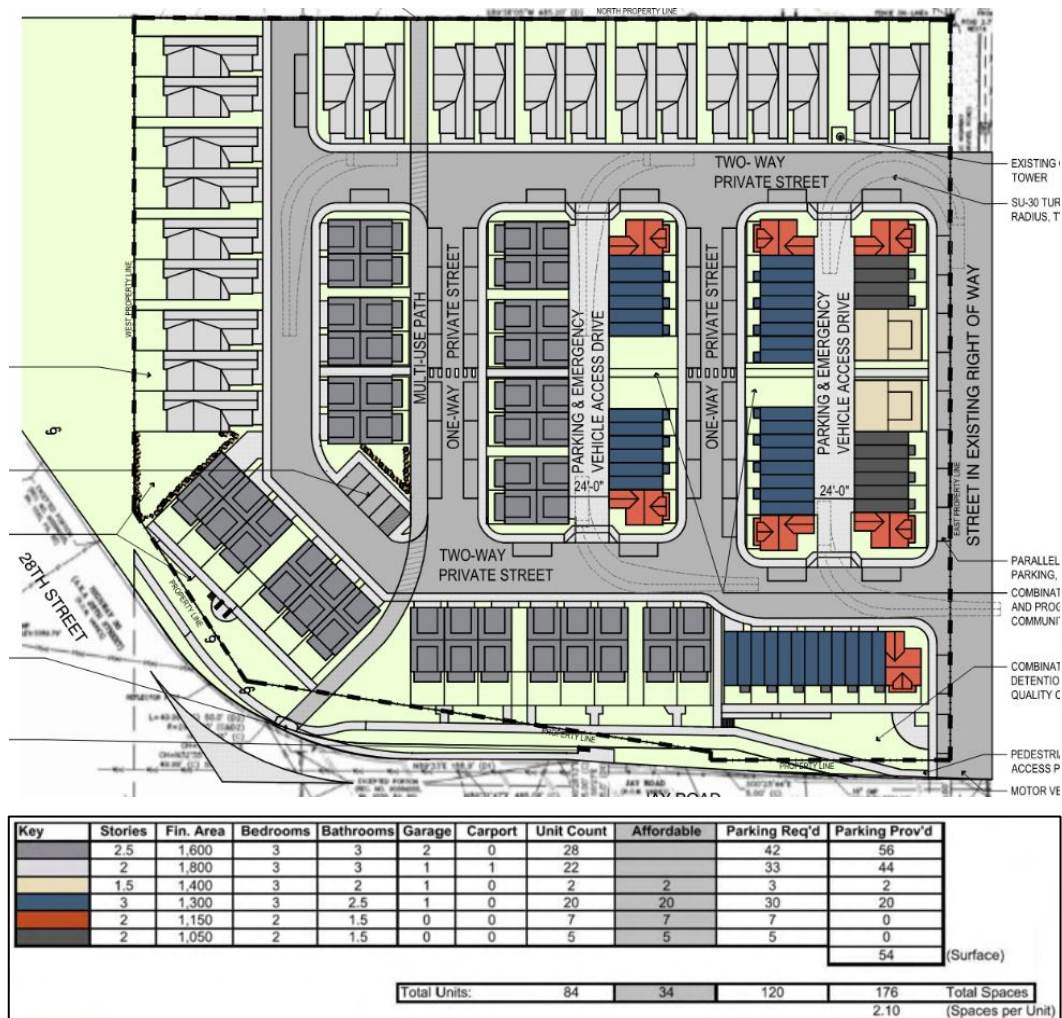 NORTH PROPERTY LINE
EXISTING
TOWER
SU-30 TUR
RADIUS, T
TWO- WAY
PRIVATE STREET
WEST PROPERTY LINE
MULTI-USE PATH
ONE-WAY PRIVATE STREET
PARKING & EMERGENCY
VEHICLE ACCESS DRIVE
24'-0"
ONE-WAY PRIVATE STREET
PARKING & EMERGENCY
VEHICLE ACCESS DRIVE
24'-0"
EAST PROPERTY LINE
STREET IN EXISTING RIGHT OF WAY
TWO-WAY
PRIVATE STREET
28TH STREET
PROPERTY LINE
PARALLEL
PARKING,
COMBINAT
AND PROG
COMMUNIT
COMBINAT
DETENTIO
QUALITY C
PROPERTY LINE
PROPERTY LINE
PEDESTRI
ACCESS P
MOTOR VE
JAY ROAD
Key Stories Fin. Area Bedrooms Bathrooms Garage Carport Unit Count Affordable Parking Req'd Parking Prov'd
2.5 1,600 3 3 2 0 28 42 56
2 1,800 3 3 1 1 22 33 44
1.5 1,400 3 2 1 0 2 2 3 2
3 1,300 3 2.5 1 0 20 20 30 20
2 1,150 2 1.5 0 0 7 7 7 0
2 1,050 2 1.5 0 0 5 5 5 0
54 (Surface)
Total Units: 84 34 120 176 Total Spaces
2.10 (Spaces per Unit)